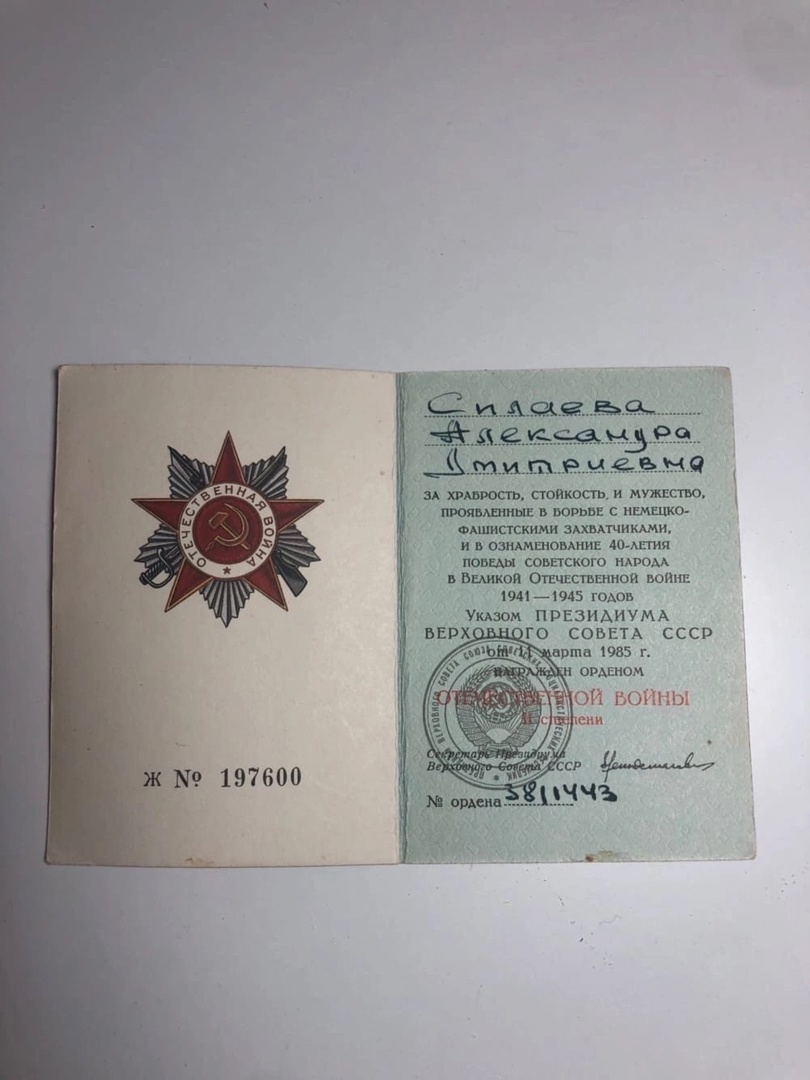 ОТЕЧЕСТВЕННАЯ ВОЙНА
Ж № 197600
Силаева
Александра
Дмитриевна
ЗА ХРАБРОСТЬ, СТОЙКОСТЬ, И МУЖЕСТВО,
ПРОЯВЛЕННЫЕ В БОРЬБЕ С НЕМЕЦКО-
ФАШИСТСКИМИ ЗАХВАТЧИКАМИ,
И В ОЗНАМЕНОВАНИЕ 40-ЛЕТИЯ
ПОБЕДЫ СОВЕТСКОГО НАРОДА
В ВЕЛИКОЙ ОТЕЧЕСТВЕННОЙ ВОЙНЕ
1941—1945 ГОДОВ
УКАЗОМ ПРЕЗИДИУМА
ВЕРХОВНОГО СОВЕТА СССР
от 11 марта 1985 г.
НАГРАЖДЕН ОРДЕНОМ
ОТЕЧЕСТВЕННОЙ ВОЙНЫ
II степени
Секретарь Президиума
Верховного Совета СССР
№ ордена 5811443